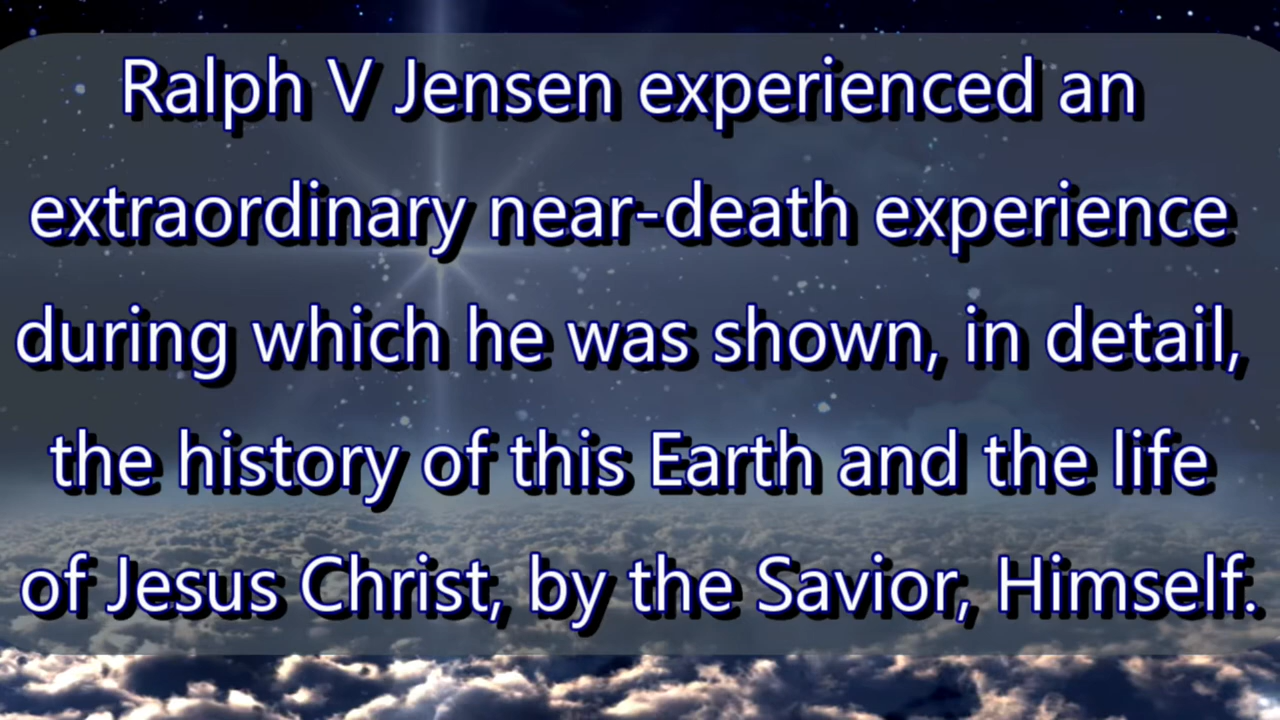 Ralph V Jensen experienced an
extraordinary near-death experience
during which he was shown, in detail,
the history of this Earth and the life
of Jesus Christ, by the Savior, Himself.